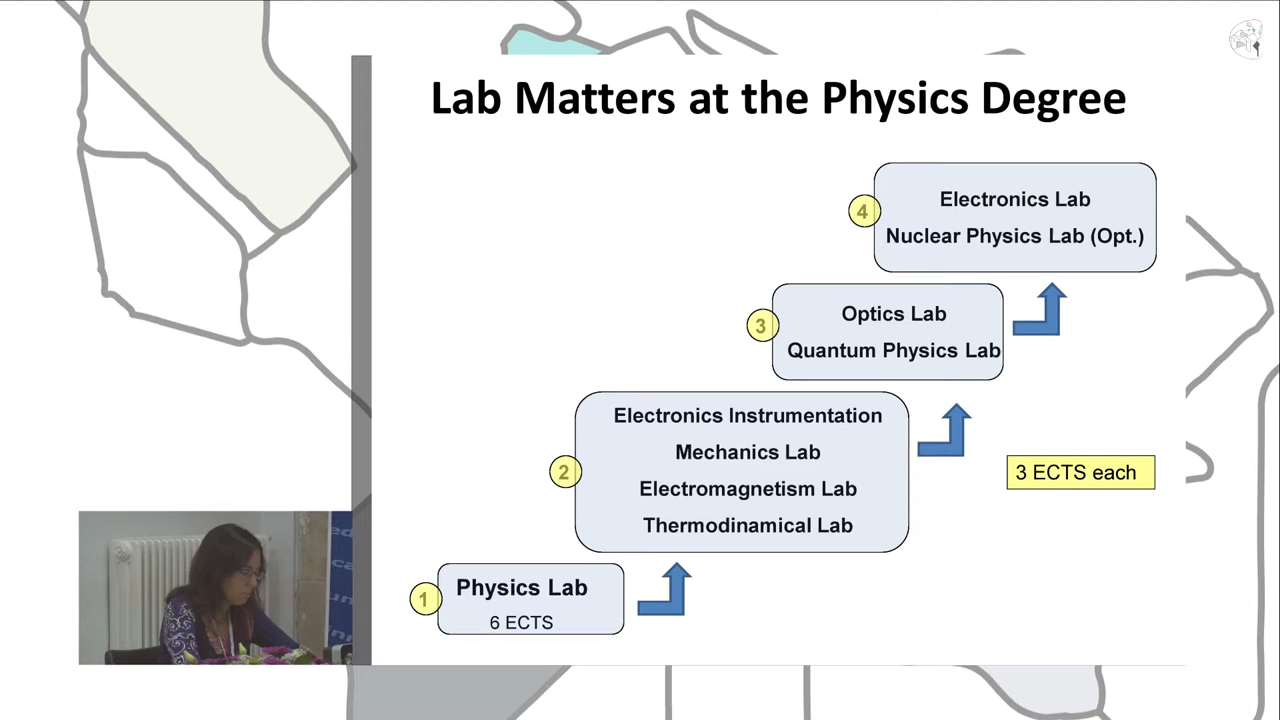 Lab Matters at the Physics Degree
4
Electronics Lab
Nuclear Physics Lab (Opt.)
3
Optics Lab
Quantum Physics Lab
2
Electronics Instrumentation
Mechanics Lab
Electromagnetism Lab
Thermodinamical Lab
3 ECTS each
1
Physics Lab
6 ECTS